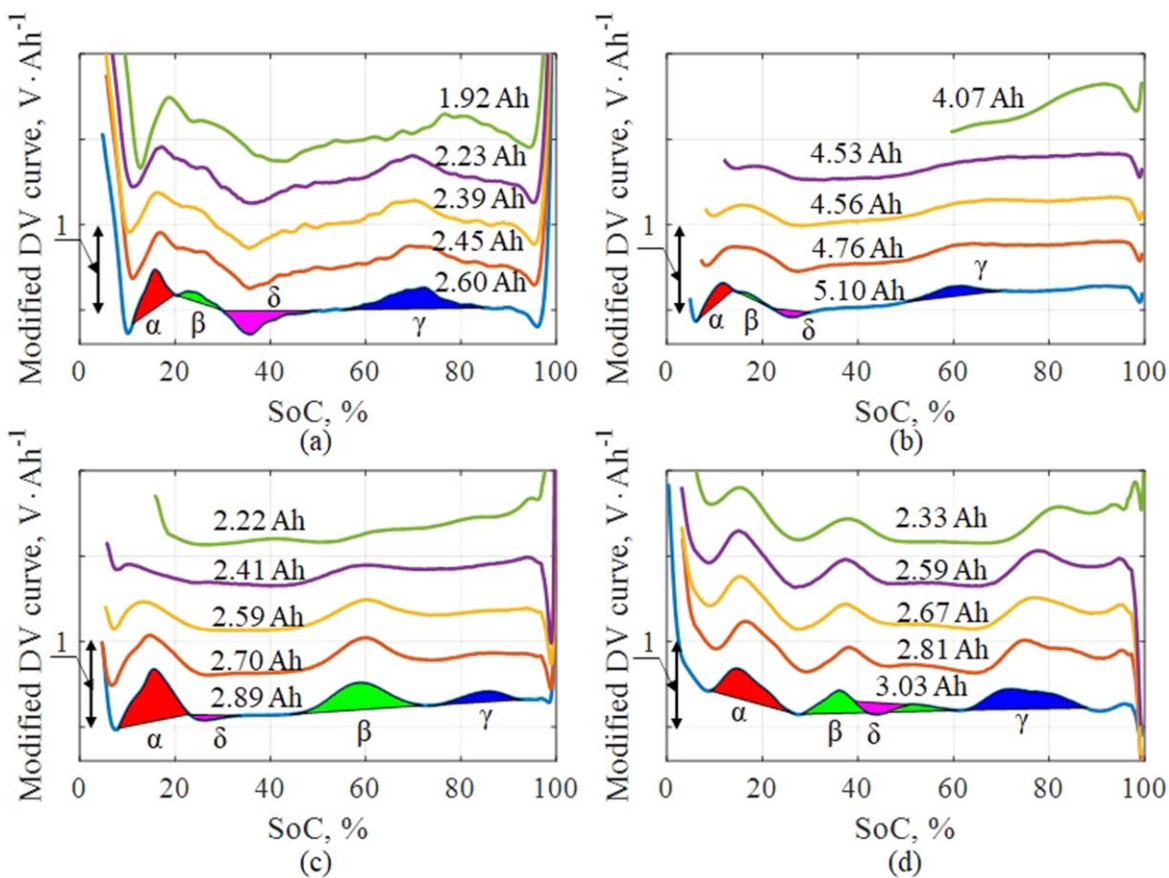 Modified DV curve, V · Ah⁻¹
1
1.92 Ah
2.23 Ah
2.39 Ah
2.45 Ah
2.60 Ah
α
β
δ
γ
0 20 40 60 80 100
SoC, %
(a)
Modified DV curve, V · Ah⁻¹
1
4.07 Ah
4.53 Ah
4.56 Ah
4.76 Ah
5.10 Ah
γ
α
β
δ
0 20 40 60 80 100
SoC, %
(b)
Modified DV curve, V · Ah⁻¹
1
2.22 Ah
2.41 Ah
2.59 Ah
2.70 Ah
2.89 Ah
α
δ
β
γ
0 20 40 60 80 100
SoC, %
(c)
Modified DV curve, V · Ah⁻¹
1
2.33 Ah
2.59 Ah
2.67 Ah
2.81 Ah
3.03 Ah
α
β
δ
γ
0 20 40 60 80 100
SoC, %
(d)